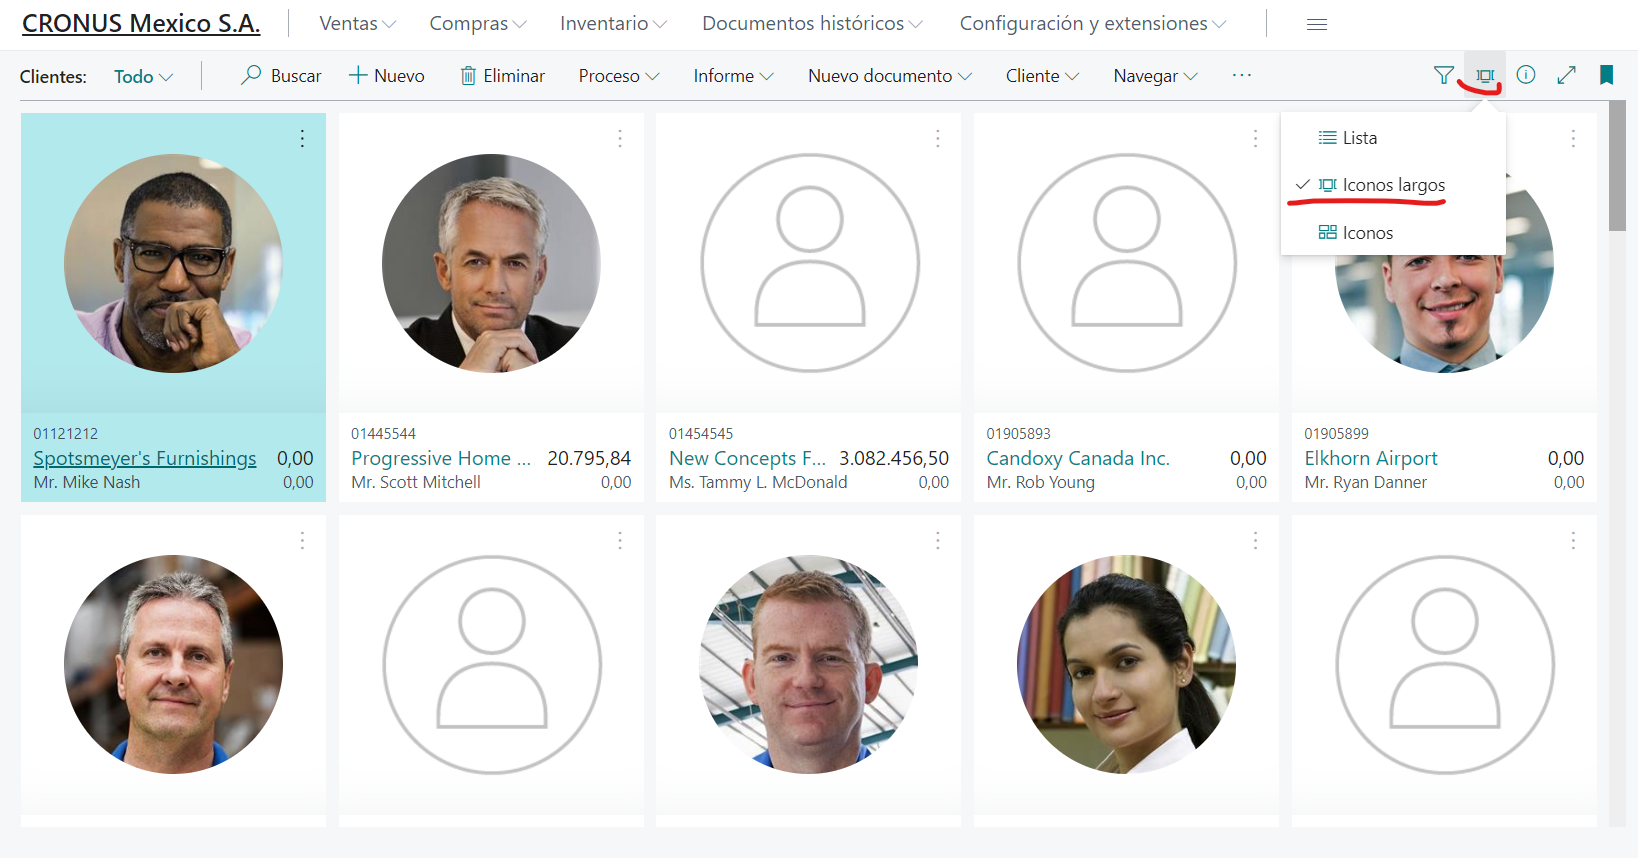 CRONUS Mexico S.A. Ventas Compras Inventario Documentos históricos Configuración y extensiones
Clientes: Todo Buscar Nuevo Eliminar Proceso Informe Nuevo documento Cliente Navegar ...
Lista
Iconos largos
Iconos
01121212
Spotsmeyer's Furnishings 0,00
Mr. Mike Nash 0,00
01445544
Progressive Home ... 20.795,84
Mr. Scott Mitchell 0,00
01454545
New Concepts F... 3.082.456,50
Ms. Tammy L. McDonald 0,00
01905893
Candoxy Canada Inc. 0,00
Mr. Rob Young 0,00
01905899
Elkhorn Airport 0,00
Mr. Ryan Danner 0,00